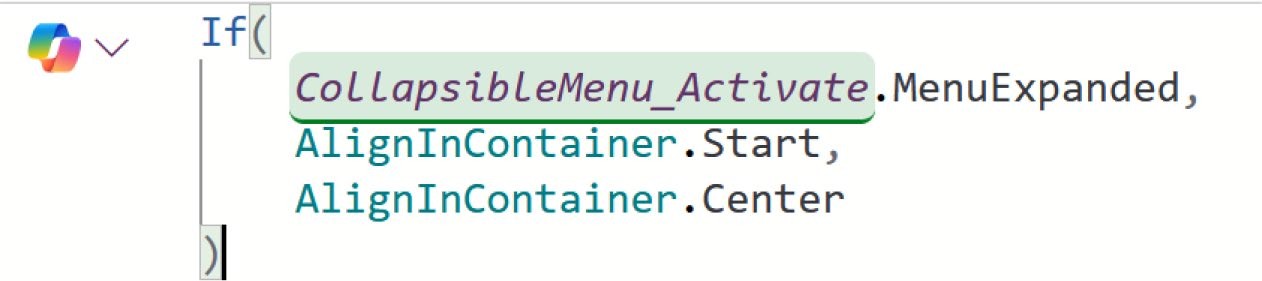 If(
CollapsibleMenu_Activate.MenuExpanded,
AlignInContainer.Start,
AlignInContainer.Center
)